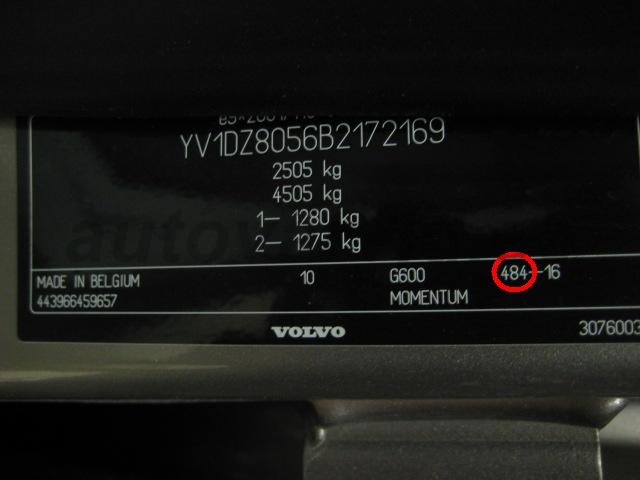 YV1DZ8056B2172169
2505 kg
4505 kg
1- 1280 kg
2- 1275 kg
MADE IN BELGIUM 10 G600 484-16
443966459657 MOMENTUM
VOLVO 3076003